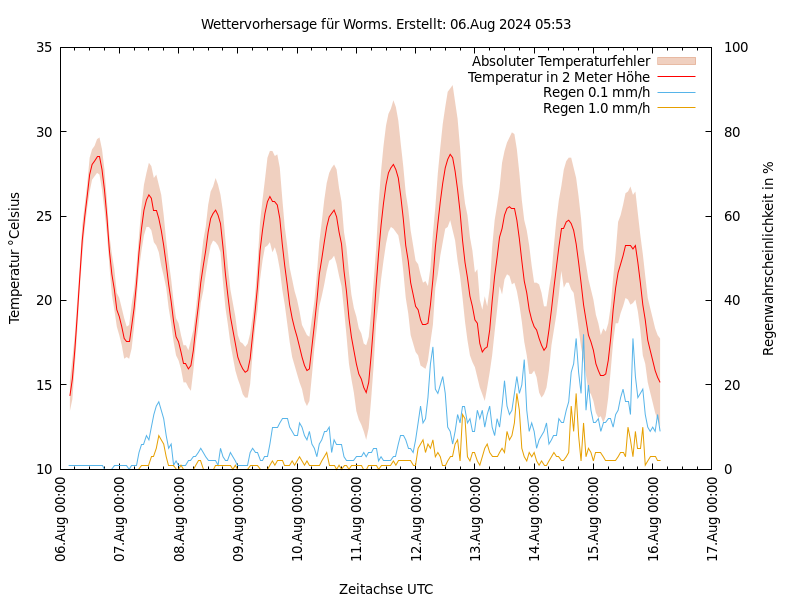 Wettervorhersage für Worms. Erstellt: 06.Aug 2024 05:53
Absoluter Temperaturfehler
Temperatur in 2 Meter Höhe
Regen 0.1 mm/h
Regen 1.0 mm/h
Temperatur °Celsius
35
30
25
20
15
10
Regenwahrscheinlichkeit in %
100
80
60
40
20
0
06.Aug 00:00
07.Aug 00:00
08.Aug 00:00
09.Aug 00:00
10.Aug 00:00
11.Aug 00:00
12.Aug 00:00
13.Aug 00:00
14.Aug 00:00
15.Aug 00:00
16.Aug 00:00
17.Aug 00:00
Zeitachse UTC